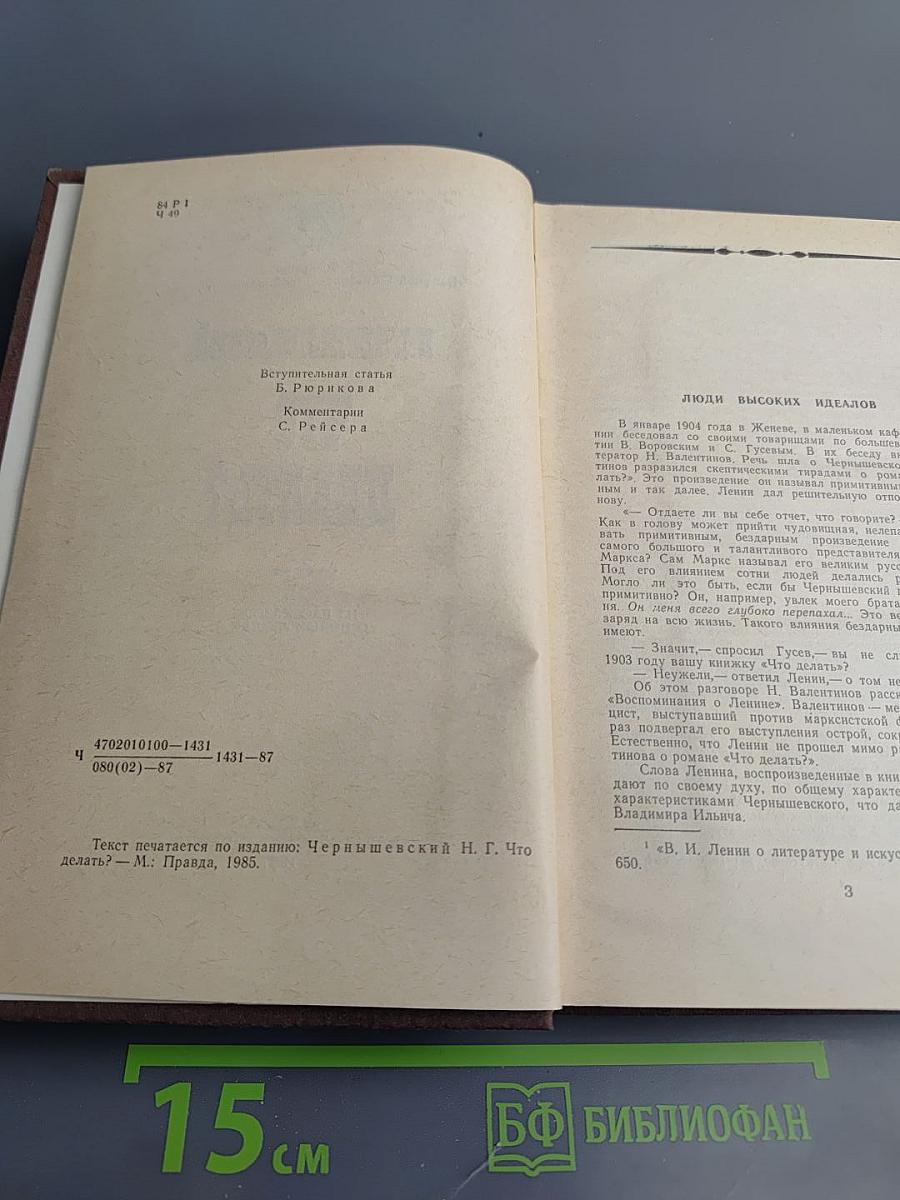 84 Р 1
Ч 49
Вступительная статья
Б. Рюрикова
Комментарии
С. Рейсера
Ч 4702010100—1431
080(02)—87
1431—87
Текст печатается по изданию: Чернышевский Н. Г. Что
делать? — М.: Правда, 1985.
ЛЮДИ ВЫСОКИХ ИДЕАЛОВ
В январе 1904 года в Женеве, в маленьком каф
нии беседовал со своими товарищами по больше
тии В. Воровским и С. Гусевым. В их беседу
тератор Н. Валентинов. Речь шла о Чернышевско
тинов разразился скептическими тирадами о ром
лать?». Это произведение он называл примитивны
ным и так далее. Ленин дал решительную отпо
нову.
«— Отдаете ли вы себе отчет, что говорите?
Как в голову может прийти чудовищная, нелепа
вать примитивным, бездарным произведение
самого большого и талантливого представителя
Маркса? Сам Маркс называл его великим русс
Под его влиянием сотни людей делались р
Могло ли это быть, если бы Чернышевский
примитивно? Он, например, увлек моего брата
ня. Он меня всего глубоко перепахал... Это ве
заряд на всю жизнь. Такого влияния бездарны
имеют.
— Значит,— спросил Гусев,— вы не сл
1903 году вашу книжку «Что делать»?
— Неужели,— ответил Ленин,— о том не
Об этом разговоре Н. Валентинов расск
«Воспоминания о Ленине». Валентинов — ме
цист, выступавший против марксистской ф
раз подвергал его выступления острой, сокр
Естественно, что Ленин не прошел мимо р
тинова о романе «Что делать?».
Слова Ленина, воспроизведенные в кни
дают по своему духу, по общему характе
характеристиками Чернышевского, что да
Владимира Ильича.
1 «В. И. Ленин о литературе и искус
650.
3
15 см
БФ БИБЛИОФАН